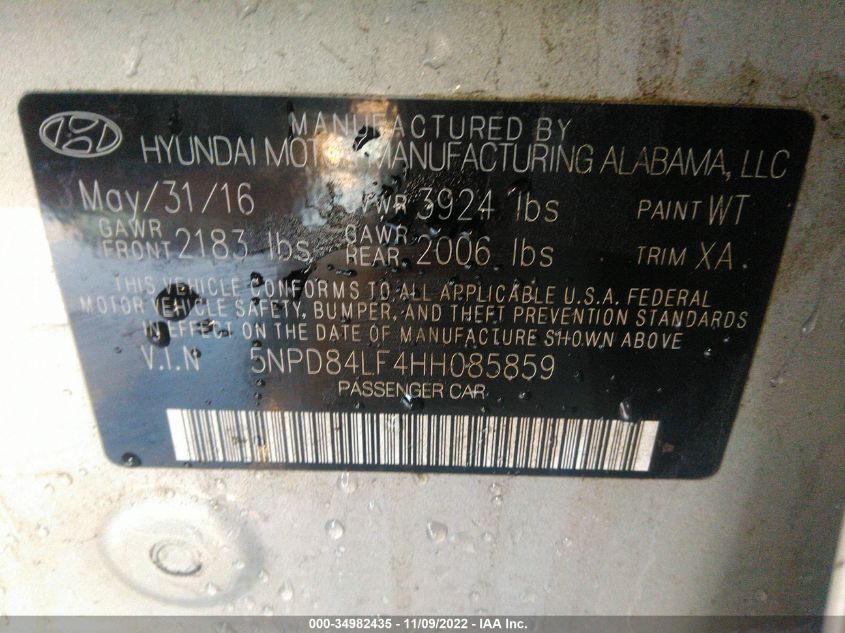 MANUFACTURED BY
HYUNDAI MOTOR MANUFACTURING ALABAMA, LLC
May/31/16 GVWR 3924 lbs PAINT WT
GAWR FRONT 2183 lbs GAWR REAR 2006 lbs TRIM XA
THIS VEHICLE CONFORMS TO ALL APPLICABLE U.S.A. FEDERAL
MOTOR VEHICLE SAFETY, BUMPER, AND THEFT PREVENTION STANDARDS
IN EFFECT ON THE DATE OF MANUFACTURE SHOWN ABOVE.
V.I.N 5NPD84LF4HH085859
PASSENGER CAR
000-34982435 - 11/09/2022 - IAA Inc.